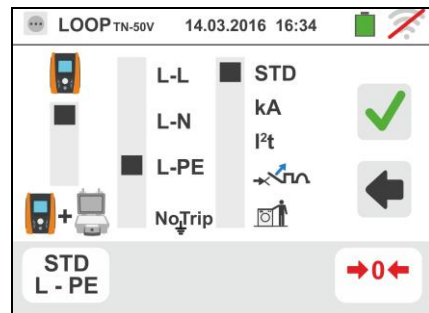 LOOP TN-50V 14.03.2016 16:34
L-L
L-N
L-PE
NoTrip
STD
kA
I²t
STD
L - PE
→0←